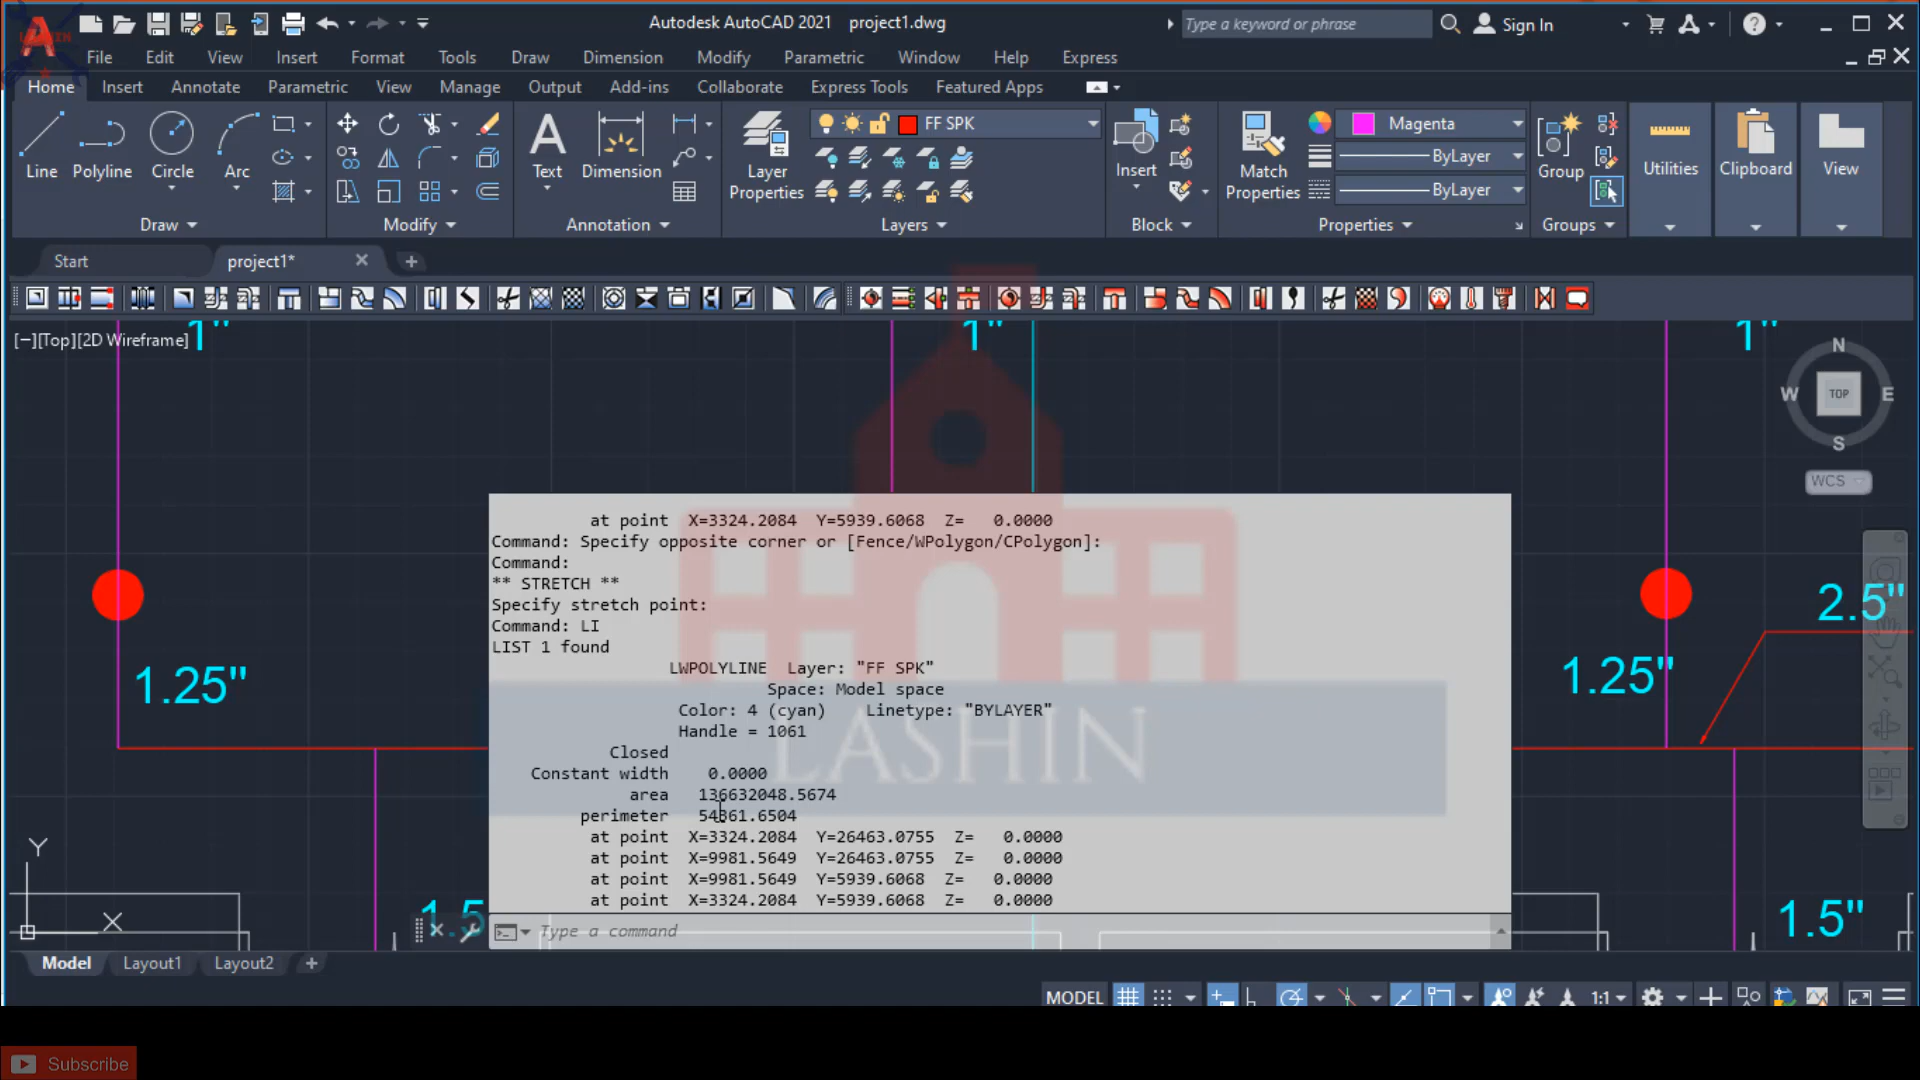 Autodesk AutoCAD 2021 project1.dwg
Type a keyword or phrase
Sign In
File Edit View Insert Format Tools Draw Dimension Modify Parametric Window Help Express
Home Insert Annotate Parametric View Manage Output Add-ins Collaborate Express Tools Featured Apps
FF SPK
Magenta
ByLayer
ByLayer
Line Polyline Circle Arc
Text Dimension
Layer Properties
Insert
Match Properties
Group
Utilities
Clipboard
View
Draw Modify Annotation Layers Block Properties Groups
Start project1*
[−][Top][2D Wireframe]
1"
1"
1"
N
W TOP E
S
WCS
at point X=3324.2084 Y=5939.6068 Z= 0.0000
Command: Specify opposite corner or [Fence/WPolygon/CPolygon]:
Command:
** STRETCH **
Specify stretch point:
Command: LI
LIST 1 found
LWPOLYLINE Layer: "FF SPK"
Space: Model space
Color: 4 (cyan) Linetype: "BYLAYER"
Handle = 1061
Closed
Constant width 0.0000
area 136632048.5674
perimeter 54361.6504
at point X=3324.2084 Y=26463.0755 Z= 0.0000
at point X=9981.5649 Y=26463.0755 Z= 0.0000
at point X=9981.5649 Y=5939.6068 Z= 0.0000
at point X=3324.2084 Y=5939.6068 Z= 0.0000
Type a command
LASHIN
1.25"
1.25"
2.5"
1.5
1.5"
Y
X
Model Layout1 Layout2
MODEL
1:1
Subscribe